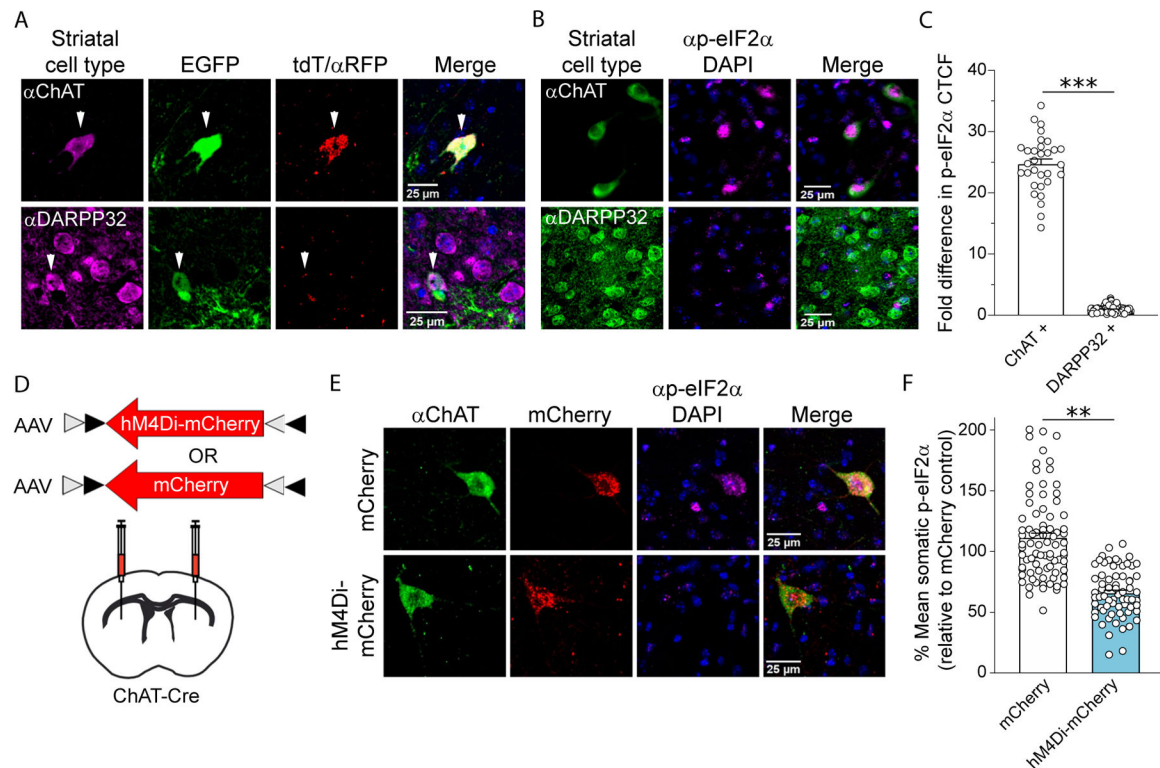 A
Striatal
cell type
EGFP
tdT/αRFP
Merge
αChAT
25 µm
αDARPP32
25 µm
B
Striatal
cell type
αp-eIF2α
DAPI
Merge
αChAT
25 µm
αDARPP32
25 µm
C
Fold difference in p-eIF2α CTCF
40
30
20
10
0
***
ChAT +
DARPP32 +
D
AAV
hM4Di-mCherry
OR
AAV
mCherry
ChAT-Cre
E
αChAT
mCherry
αp-eIF2α
DAPI
Merge
mCherry
25 µm
hM4Di-
mCherry
25 µm
F
% Mean somatic p-eIF2α
(relative to mCherry control)
200
150
100
50
0
**
mCherry
hM4Di-mCherry